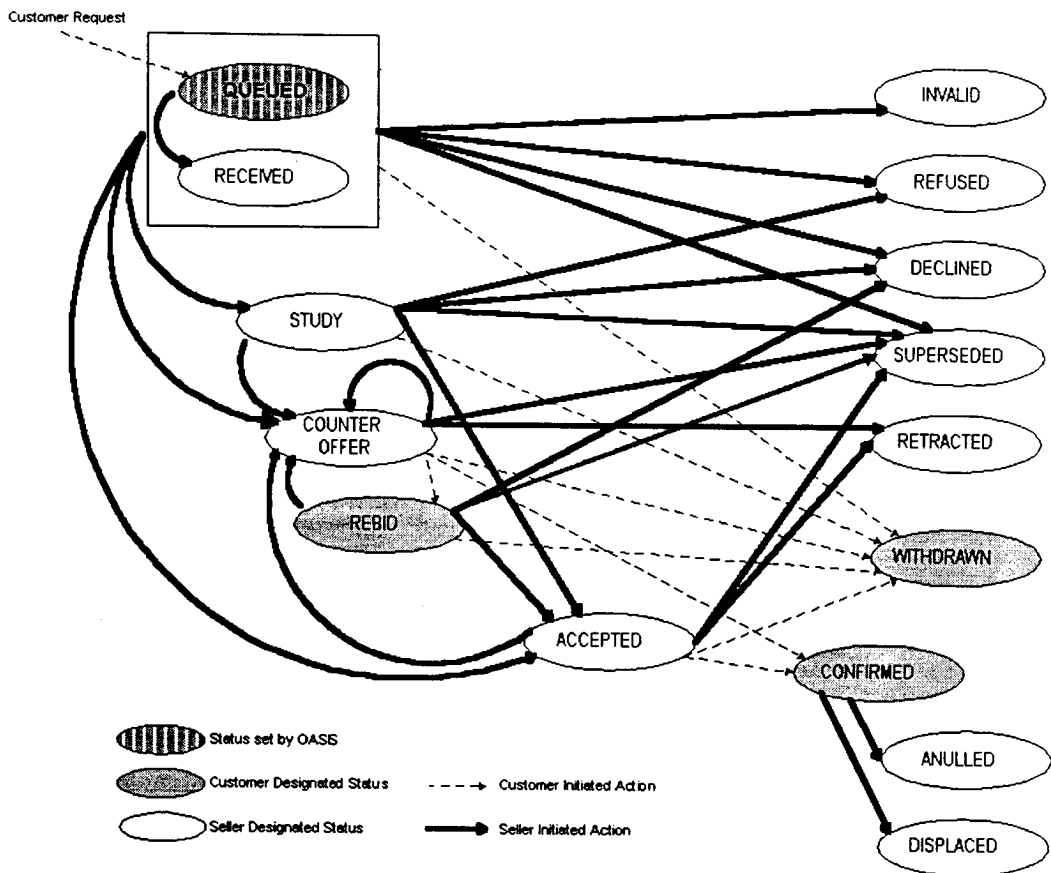 Customer Request
QUEUED
RECEIVED
STUDY
COUNTER
OFFER
REBID
ACCEPTED
INVALID
REFUSED
DECLINED
SUPERSEDED
RETRACTED
WITHDRAWN
CONFIRMED
ANULLED
DISPLACED
Status set by OASIS
Customer Designated Status
Customer Initiated Action
Seller Designated Status
Seller Initiated Action